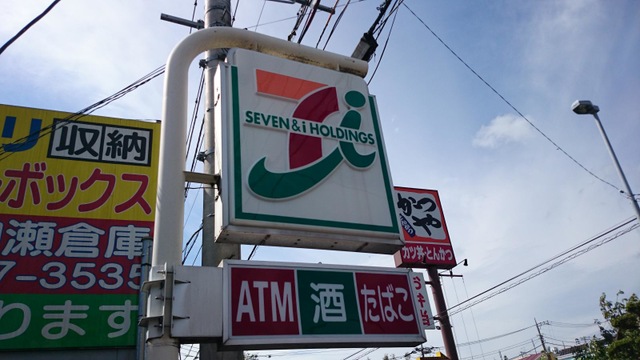 リ 収納
ルボックス
瀬倉庫
7-3535
ります
SEVEN & i HOLDINGS
ATM 酒 たばこ
かつや
カツ丼・とんかつ